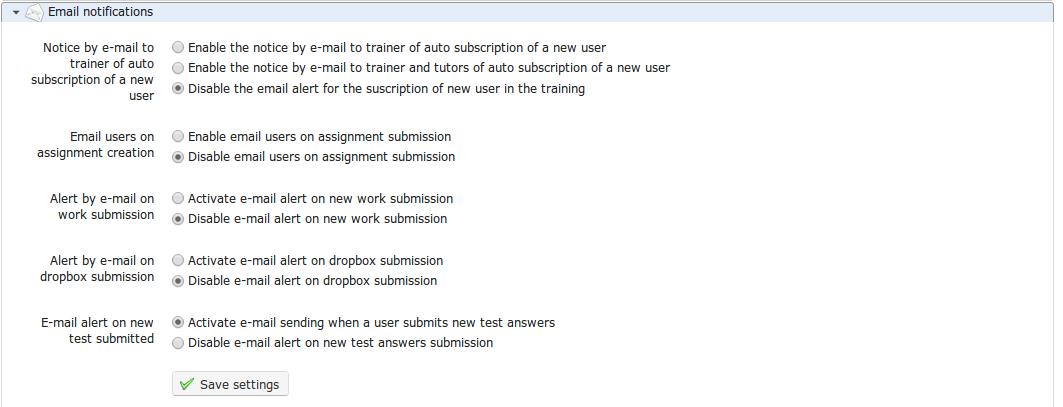 Email notifications
Notice by e-mail to
trainer of auto
subscription of a new
user
Enable the notice by e-mail to trainer of auto subscription of a new user
Enable the notice by e-mail to trainer and tutors of auto subscription of a new user
Disable the email alert for the suscription of new user in the training
Email users on
assignment creation
Enable email users on assignment submission
Disable email users on assignment submission
Alert by e-mail on
work submission
Activate e-mail alert on new work submission
Disable e-mail alert on new work submission
Alert by e-mail on
dropbox submission
Activate e-mail alert on dropbox submission
Disable e-mail alert on dropbox submission
E-mail alert on new
test submitted
Activate e-mail sending when a user submits new test answers
Disable e-mail alert on new test answers submission
Save settings